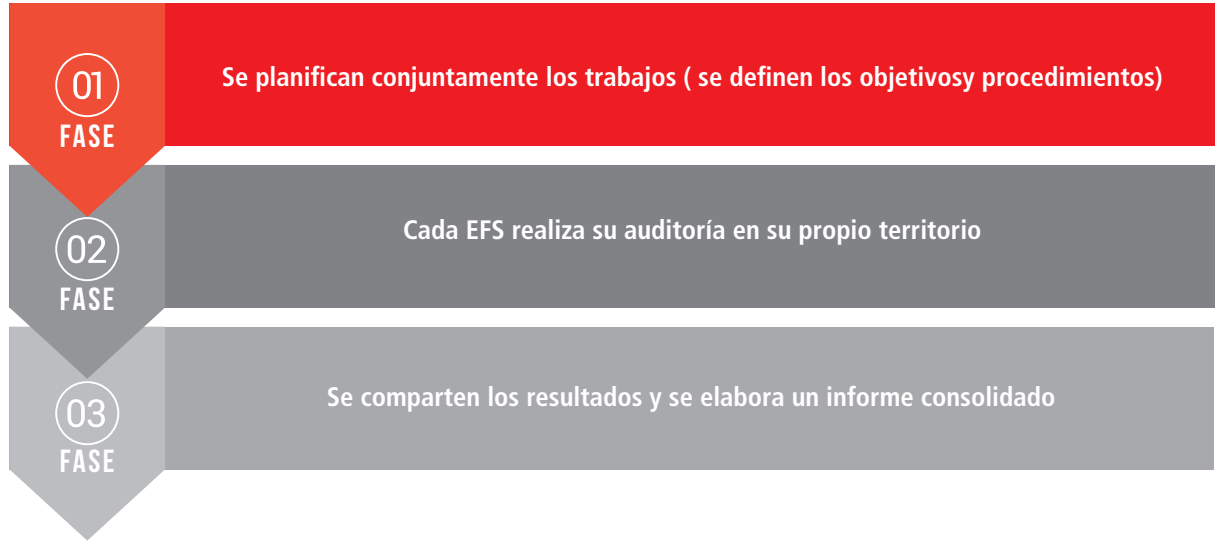 01
FASE
Se planifican conjuntamente los trabajos ( se definen los objetivosy procedimientos)
02
FASE
Cada EFS realiza su auditoría en su propio territorio
03
FASE
Se comparten los resultados y se elabora un informe consolidado